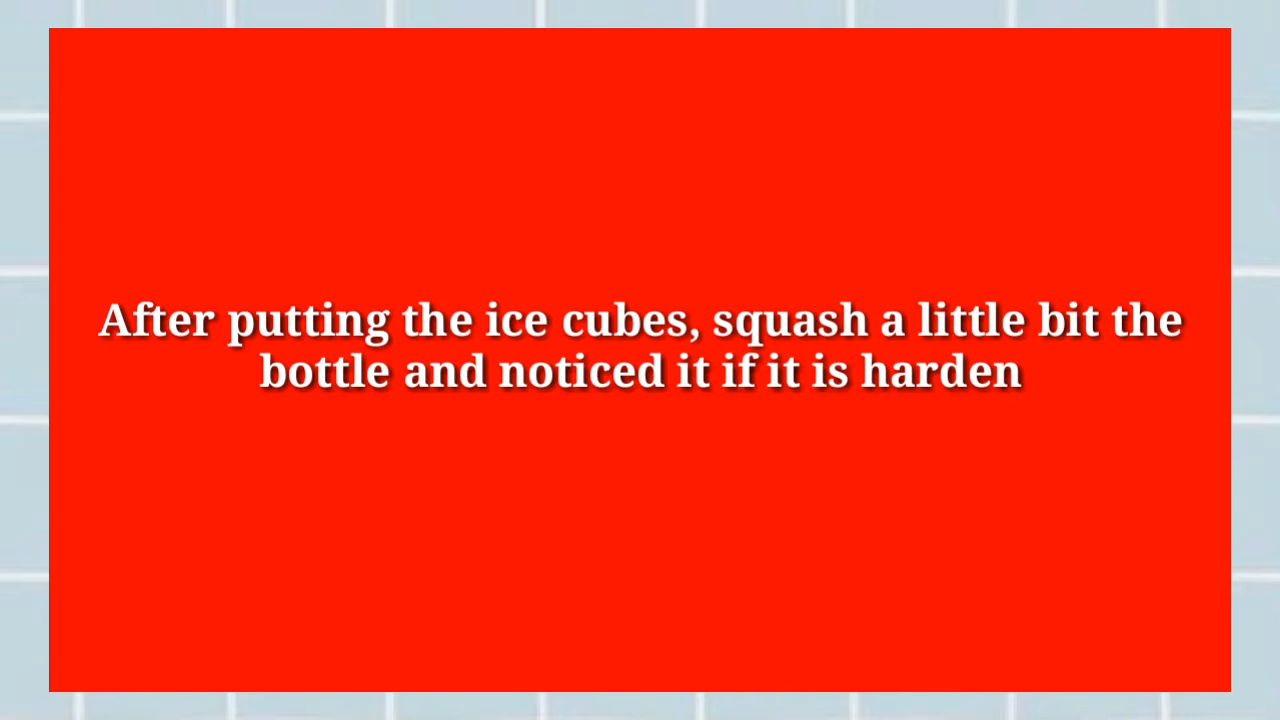 After putting the ice cubes, squash a little bit the
bottle and noticed it if it is harden